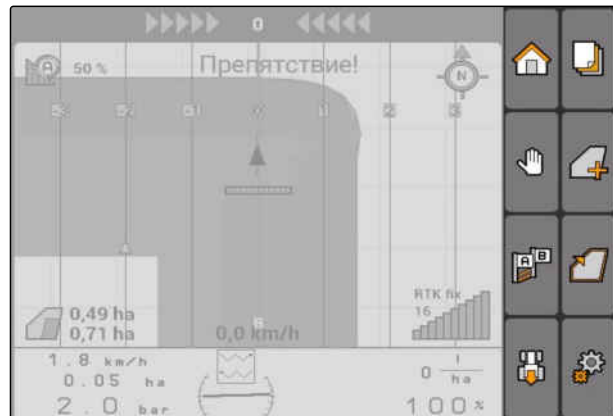 0
A 50 %
Препятствие!
N
0,49 ha
0,71 ha
0,0 km/h
RTK fix
16
A B
1.8 km/h
0.05 ha
2.0 bar
0 l/ha
100 %